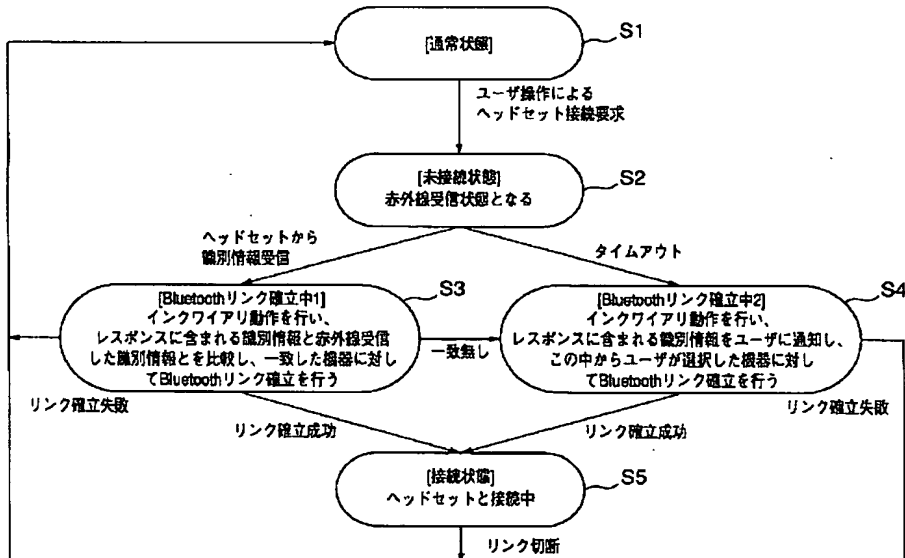 [通常状態]
S1
ユーザ操作による
ヘッドセット接続要求
[未接続状態]
赤外線受信状態となる
S2
ヘッドセットから
識別情報受信
タイムアウト
S3
[Bluetoothリンク確立中1]
インクワイアリ動作を行い、
レスポンスに含まれる識別情報と赤外線受信
した識別情報とを比較し、一致した機器に対し
てBluetoothリンク確立を行う
一致無し
S4
[Bluetoothリンク確立中2]
インクワイアリ動作を行い、
レスポンスに含まれる識別情報をユーザに通知し、
この中からユーザが選択した機器に対し
てBluetoothリンク確立を行う
リンク確立失敗
リンク確立成功
リンク確立成功
リンク確立失敗
[接続状態]
ヘッドセットと接続中
S5
リンク切断